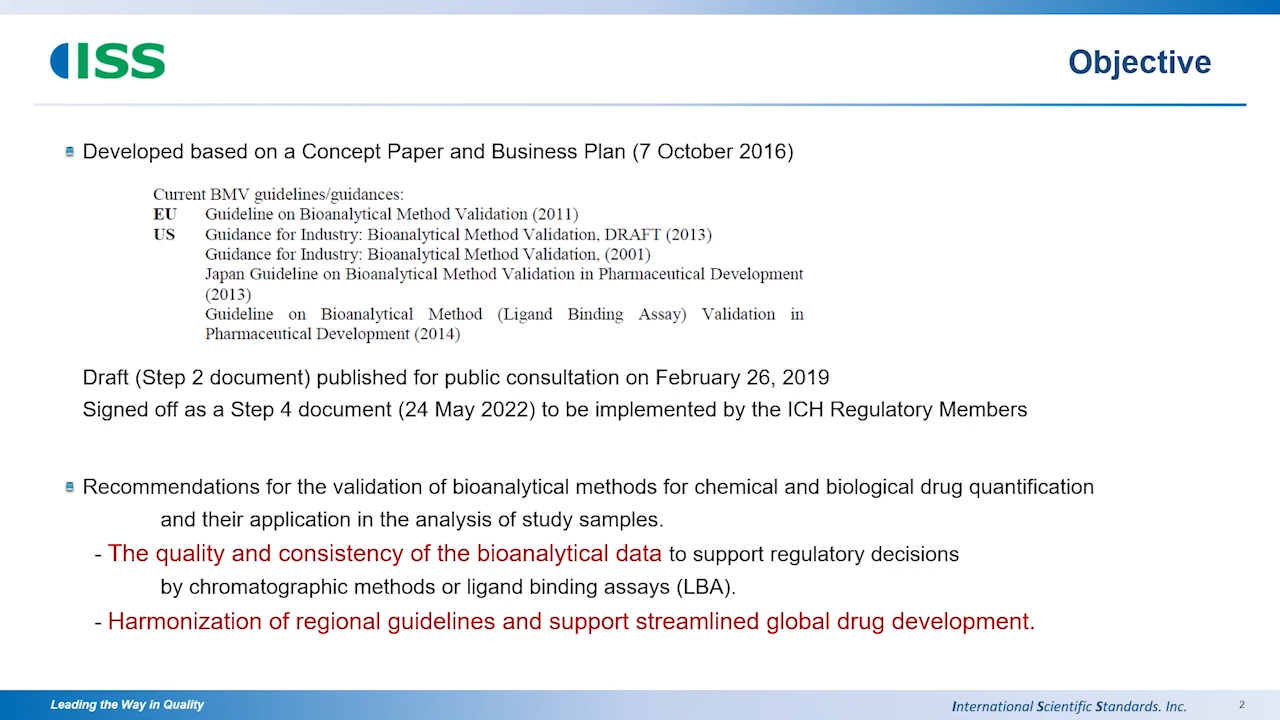 ISS
Objective
Developed based on a Concept Paper and Business Plan (7 October 2016)
Current BMV guidelines/guidances:
EU Guideline on Bioanalytical Method Validation (2011)
US Guidance for Industry: Bioanalytical Method Validation, DRAFT (2013)
Guidance for Industry: Bioanalytical Method Validation, (2001)
Japan Guideline on Bioanalytical Method Validation in Pharmaceutical Development
(2013)
Guideline on Bioanalytical Method (Ligand Binding Assay) Validation in
Pharmaceutical Development (2014)
Draft (Step 2 document) published for public consultation on February 26, 2019
Signed off as a Step 4 document (24 May 2022) to be implemented by the ICH Regulatory Members
Recommendations for the validation of bioanalytical methods for chemical and biological drug quantification
and their application in the analysis of study samples.
- The quality and consistency of the bioanalytical data to support regulatory decisions
by chromatographic methods or ligand binding assays (LBA).
- Harmonization of regional guidelines and support streamlined global drug development.
Leading the Way in Quality
International Scientific Standards. Inc.
2